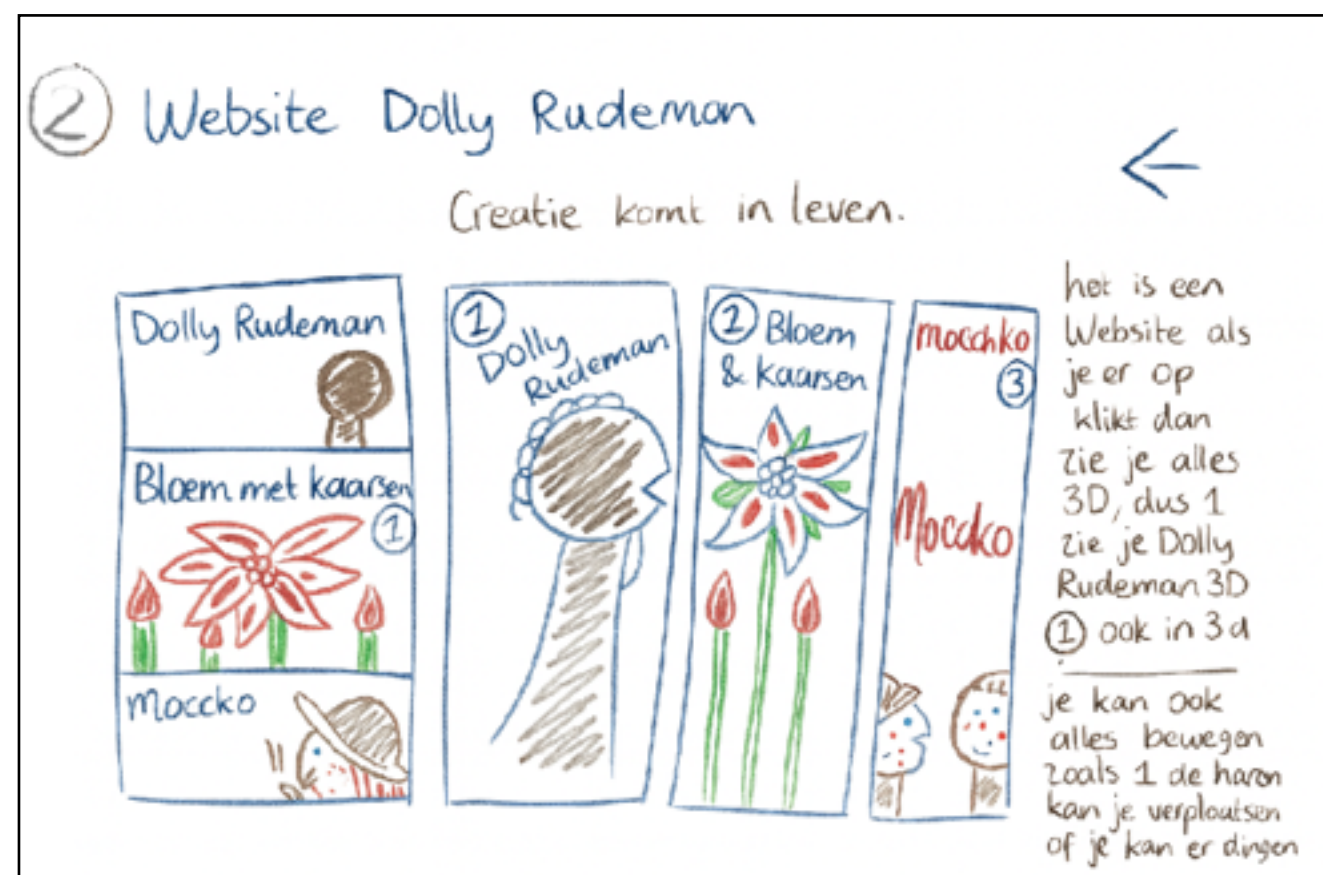 2 Website Dolly Rudeman
Creatie komt in leven.
Dolly Rudeman
Bloem met kaarsen
1
Moccko
1
Dolly
Rudeman
2 Bloem
& kaarsen
mocchko
3
Moccko
het is een
Website als
je er op
klikt dan
zie je alles
3D, dus 1
zie je Dolly
Rudeman 3D
1 ook in 3d
je kan ook
alles bewegen
zoals 1 de haren
kan je verplaatsen
of je kan er dingen